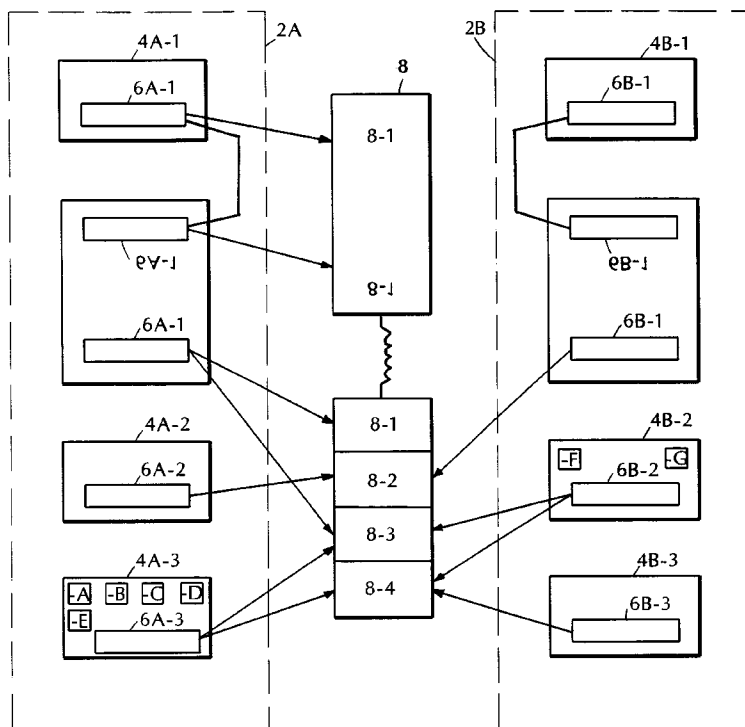 2A
4A-1
6A-1
6A-1
6A-1
4A-2
6A-2
4A-3
-A -B -C -D
-E
6A-3
8
8-1
8-1
8-1
8-2
8-3
8-4
2B
4B-1
6B-1
6B-1
6B-1
4B-2
-F -G
6B-2
4B-3
6B-3